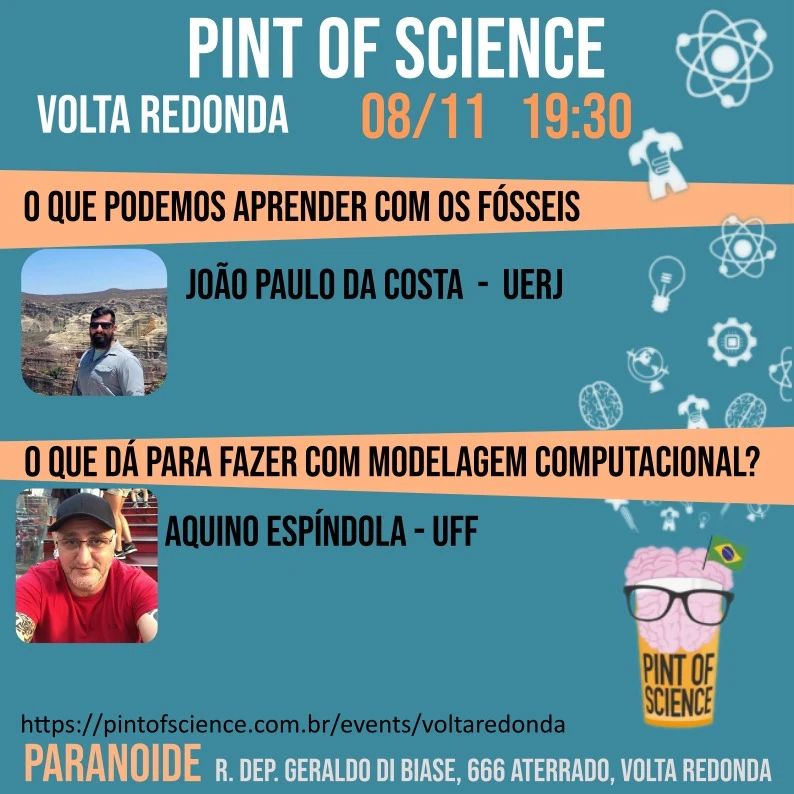 PINT OF SCIENCE
VOLTA REDONDA 08/11 19:30
O QUE PODEMOS APRENDER COM OS FÓSSEIS
JOÃO PAULO DA COSTA - UERJ
O QUE DÁ PARA FAZER COM MODELAGEM COMPUTACIONAL?
AQUINO ESPÍNDOLA - UFF
PINT OF
SCIENCE
https://pintofscience.com.br/events/voltaredonda
PARANOIDE R. DEP. GERALDO DI BIASE, 666 ATERRADO, VOLTA REDONDA